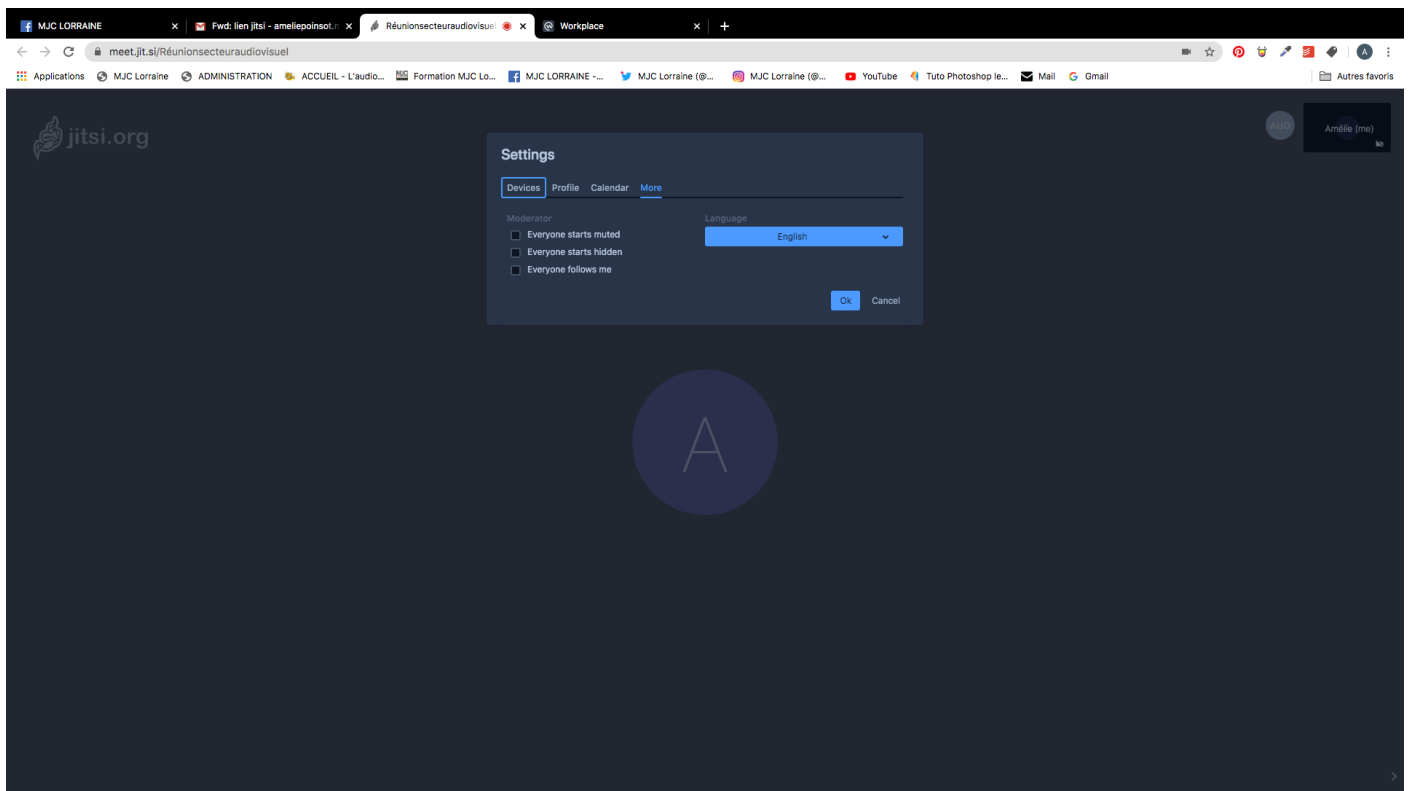 MJC LORRAINE
Fwd: lien jitsi - ameliepoinsot.n
Réunionsecteuraudiovisuel
Workplace
meet.jit.si/Réunionsecteuraudiovisuel
A
Applications
MJC Lorraine
ADMINISTRATION
ACCUEIL - L'audio...
Formation MJC Lo...
MJC LORRAINE -...
MJC Lorraine (@...
MJC Lorraine (@...
YouTube
Tuto Photoshop le...
Mail
Gmail
Autres favoris
jitsi.org
AUD
Amélie (me)
Settings
Devices Profile Calendar More
Moderator
Everyone starts muted
Everyone starts hidden
Everyone follows me
Language
English
Ok Cancel
A